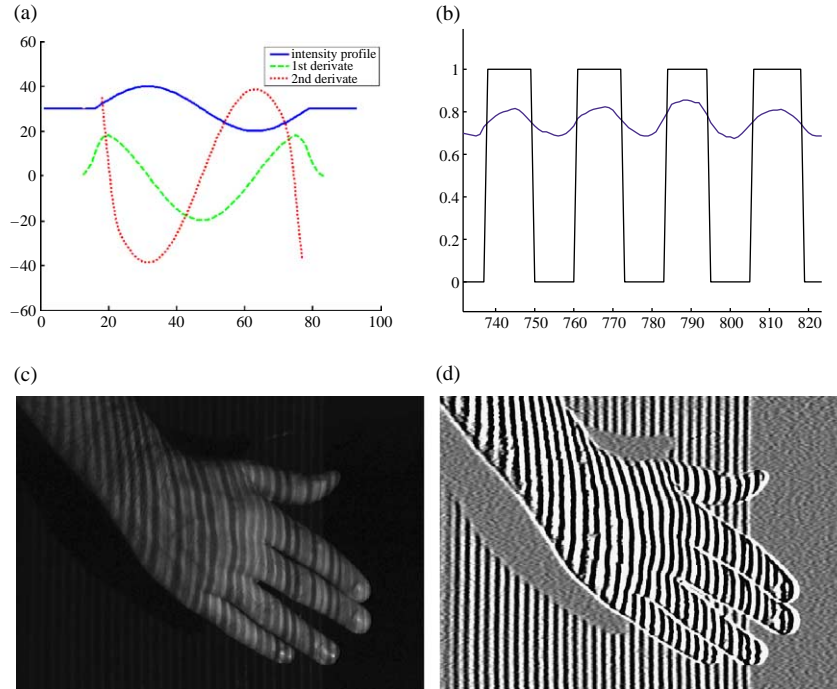 (a)
60
40
20
0
−20
−40
−60
0 20 40 60 80 100
intensity profile
1st derivate
2nd derivate
(b)
1
0.8
0.6
0.4
0.2
0
740 750 760 770 780 790 800 810 820
(c)
(d)